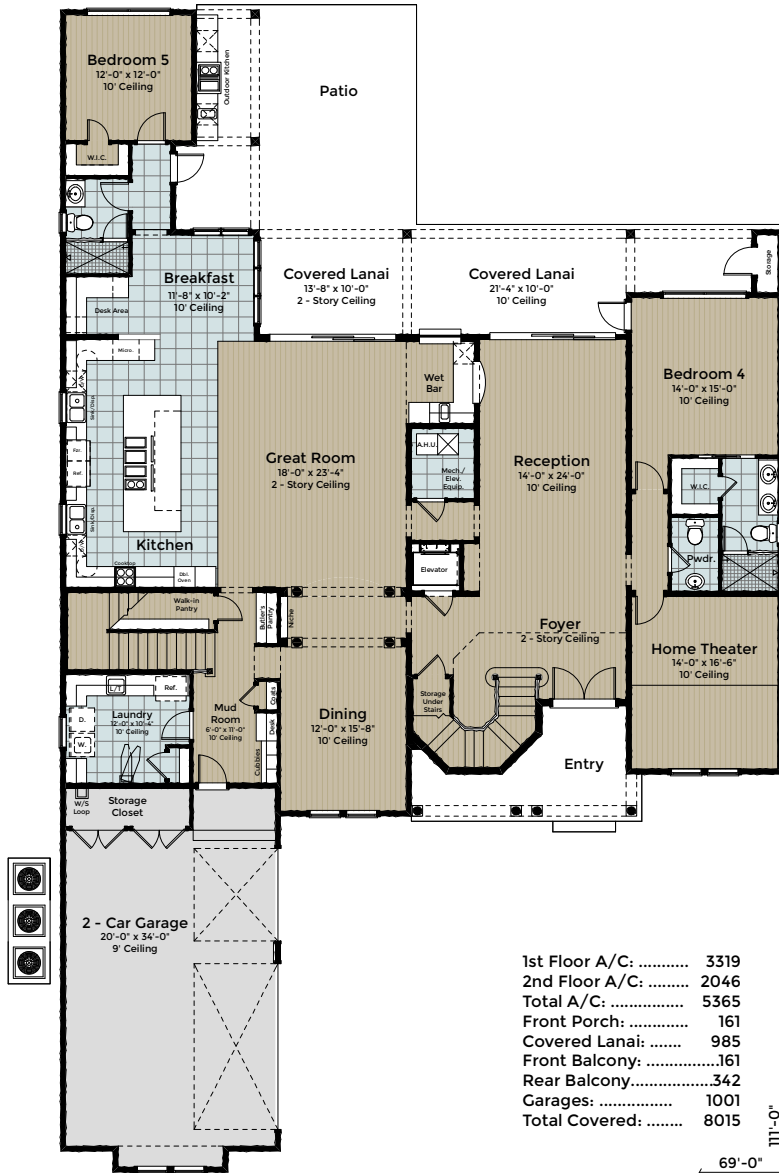 Bedroom 5
12'-0" x 12'-0"
10' Ceiling
Outdoor Kitchen
Patio
W.I.C.
Breakfast
11'-8" x 10'-2"
10' Ceiling
Desk Area
Covered Lanai
13'-8" x 10'-0"
2 - Story Ceiling
Covered Lanai
21'-4" x 10'-0"
10' Ceiling
Storage
Micro.
Sink/Disp.
Wet
Bar
Bedroom 4
14'-0" x 15'-0"
10' Ceiling
Great Room
18'-0" x 23'-4"
2 - Story Ceiling
A.H.U.
Mech./
Elev.
Equip.
Reception
14'-0" x 24'-0"
10' Ceiling
Ref.
Sink/Disp.
W.I.C.
Kitchen
Cooktop
Dbl.
Oven
Elevator
Pwdr.
Walk-in
Pantry
Butler's
Pantry
Niche
Foyer
2 - Story Ceiling
Home Theater
14'-0" x 16'-6"
10' Ceiling
L/T
Ref.
Laundry
12'-0" x 10'-4"
10' Ceiling
D.
W.
Mud
Room
6'-0" x 11'-0"
10' Ceiling
Coats
Desk
Cubbies
Dining
12'-0" x 15'-8"
10' Ceiling
Storage
Under
Stairs
Entry
W/S
Loop
Storage
Closet
2 - Car Garage
20'-0" x 34'-0"
9' Ceiling
1st Floor A/C: ........... 3319
2nd Floor A/C: ......... 2046
Total A/C: ................ 5365
Front Porch: ............. 161
Covered Lanai: ....... 985
Front Balcony: ................161
Rear Balcony..................342
Garages: ................ 1001
Total Covered: ........ 8015
111'-0"
69'-0"